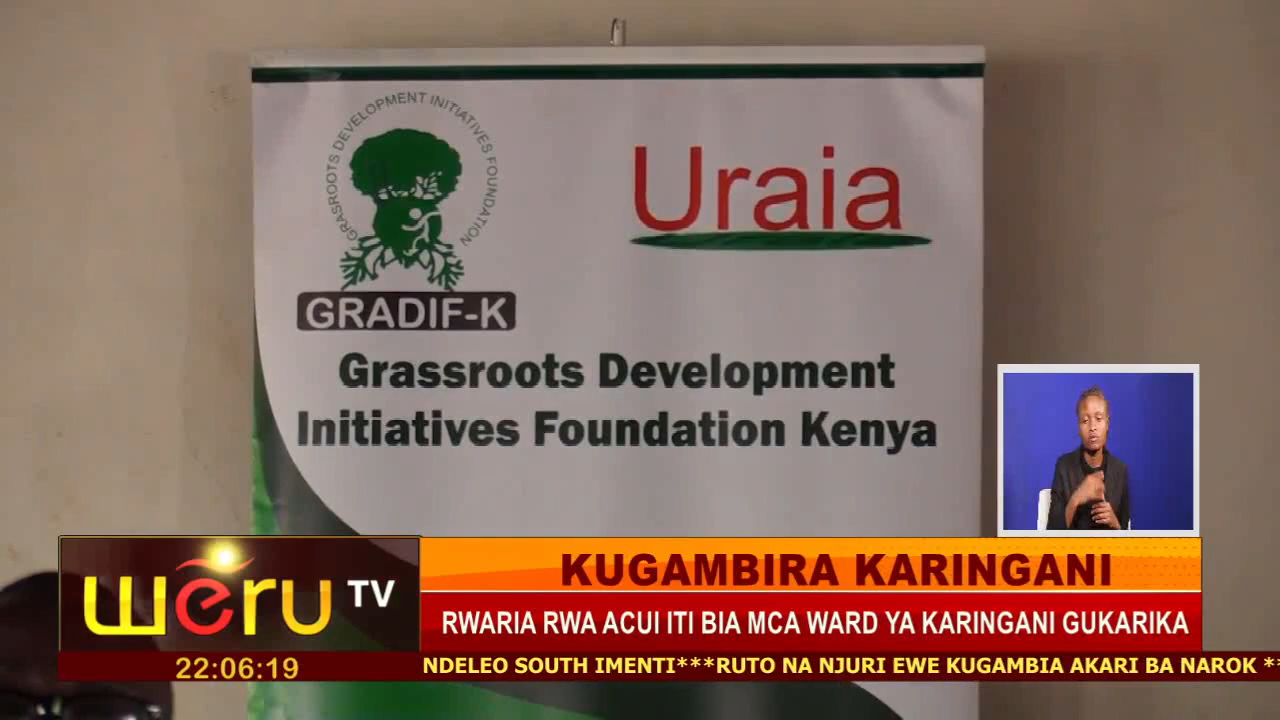 GRASSROOTS DEVELOPMENT INITIATIVES FOUNDATION
GRADIF-K
Uraia
Grassroots Development
Initiatives Foundation Kenya
weru TV
KUGAMBIRA KARINGANI
RWARIA RWA ACUI ITI BIA MCA WARD YA KARINGANI GUKARIKA
22:06:19
NDELEO SOUTH IMENTI***RUTO NA NJURI EWE KUGAMBIA AKARI BA NAROK **